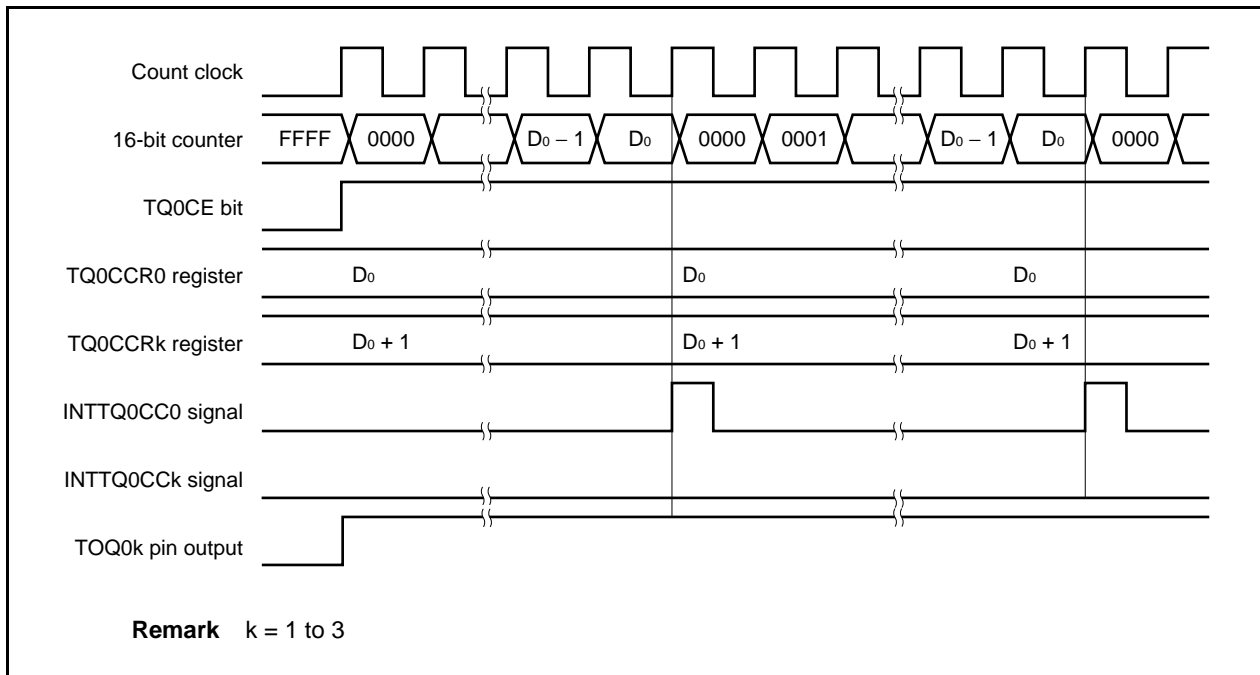 Count clock
16-bit counter FFFF 0000 D₀ − 1 D₀ 0000 0001 D₀ − 1 D₀ 0000
TQ0CE bit
TQ0CCR0 register D₀ D₀ D₀
TQ0CCRk register D₀ + 1 D₀ + 1 D₀ + 1
INTTQ0CC0 signal
INTTQ0CCk signal
TOQ0k pin output
Remark k = 1 to 3